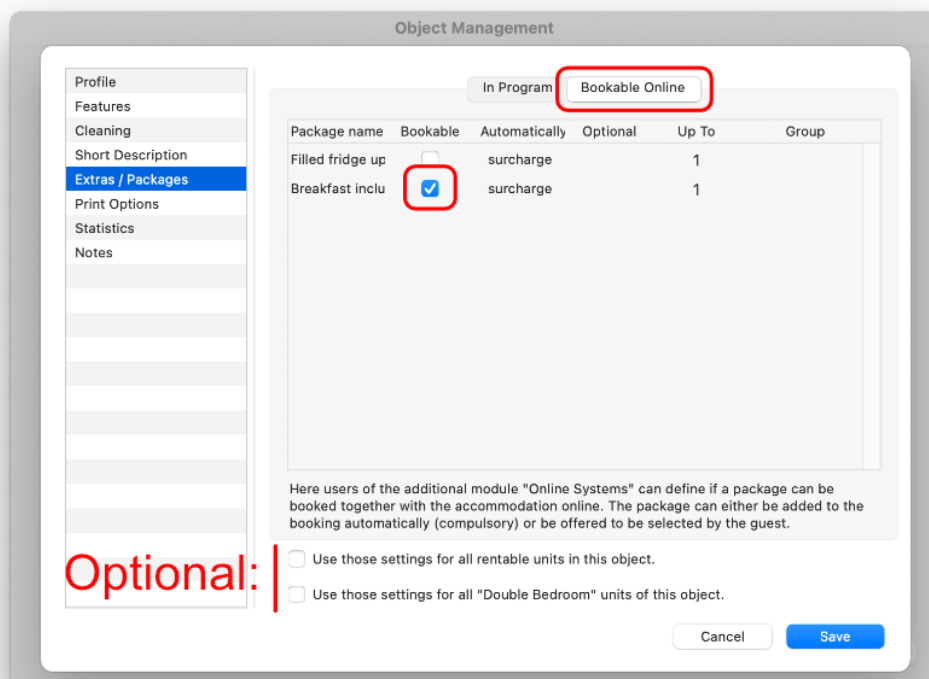 Object Management
Profile
Features
Cleaning
Short Description
Extras / Packages
Print Options
Statistics
Notes
In Program
Bookable Online
Package name Bookable Automatically Optional Up To Group
Filled fridge up surcharge 1
Breakfast inclu surcharge 1
Here users of the additional module "Online Systems" can define if a package can be
booked together with the accommodation online. The package can either be added to the
booking automatically (compulsory) or be offered to be selected by the guest.
Optional:
Use those settings for all rentable units in this object.
Use those settings for all "Double Bedroom" units of this object.
Cancel
Save